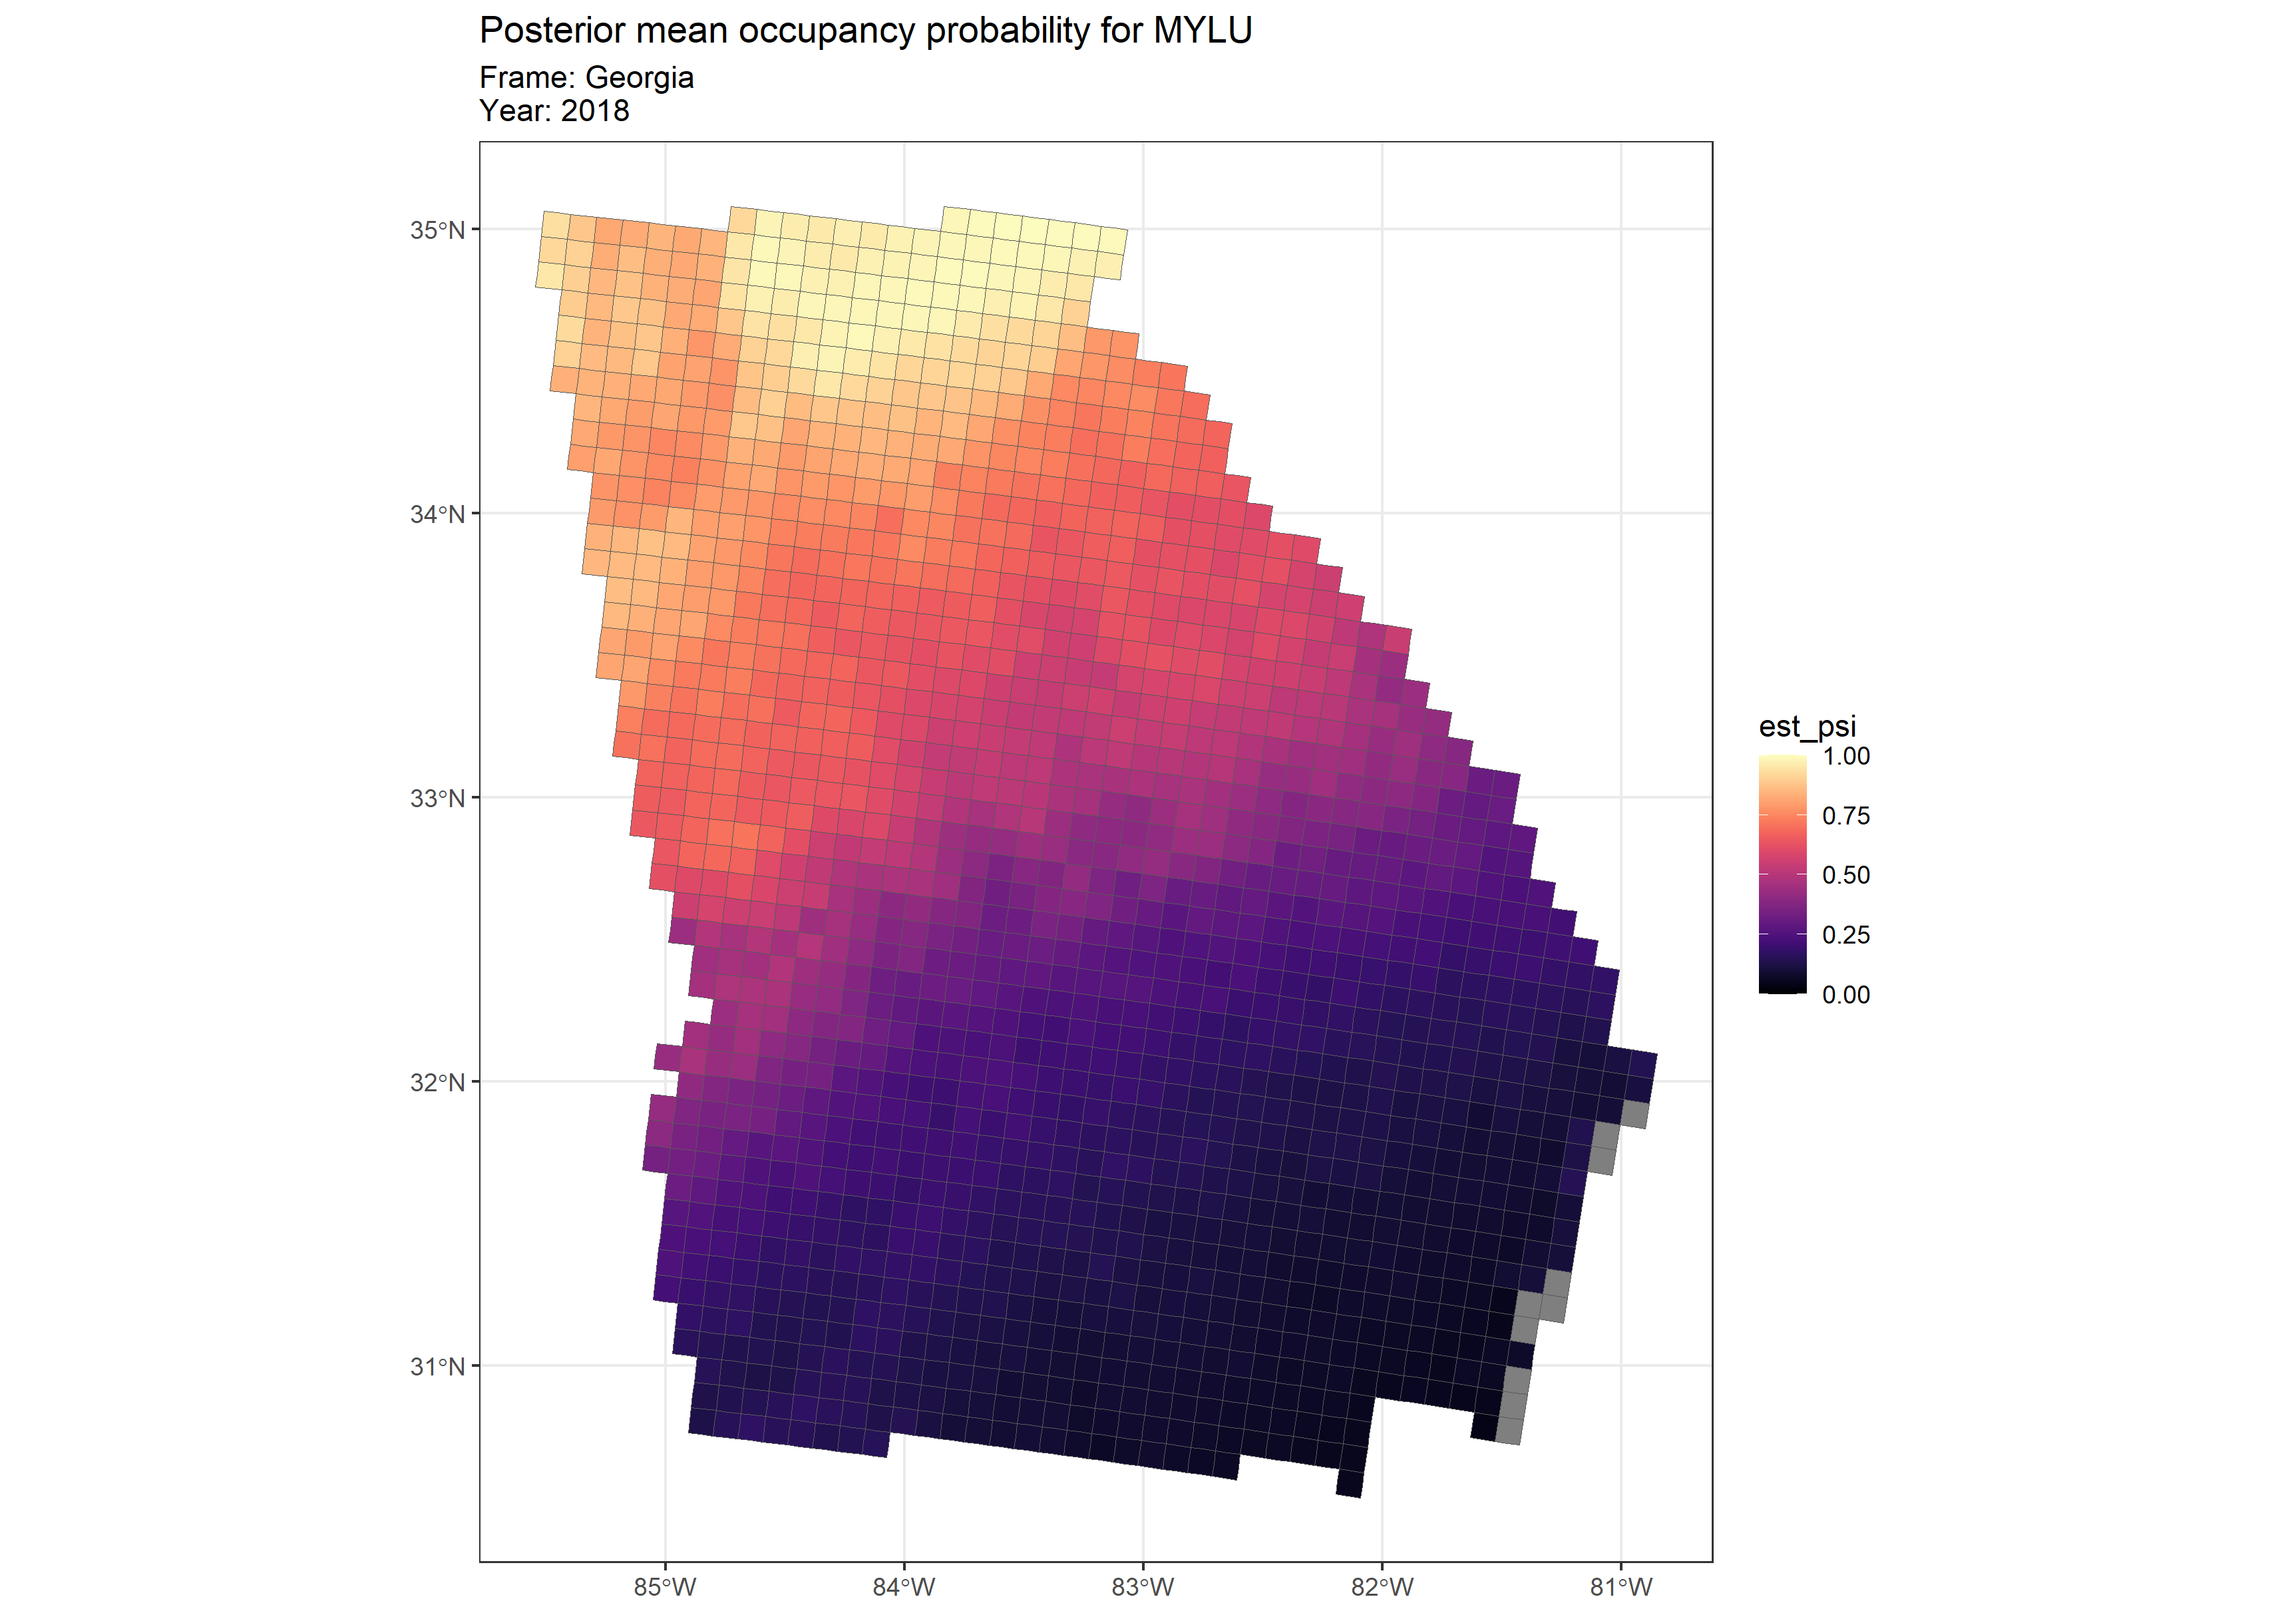 Posterior mean occupancy probability for MYLU
Frame: Georgia
Year: 2018
35°N
34°N
33°N
32°N
31°N
85°W
84°W
83°W
82°W
81°W
est_psi
1.00
0.75
0.50
0.25
0.00